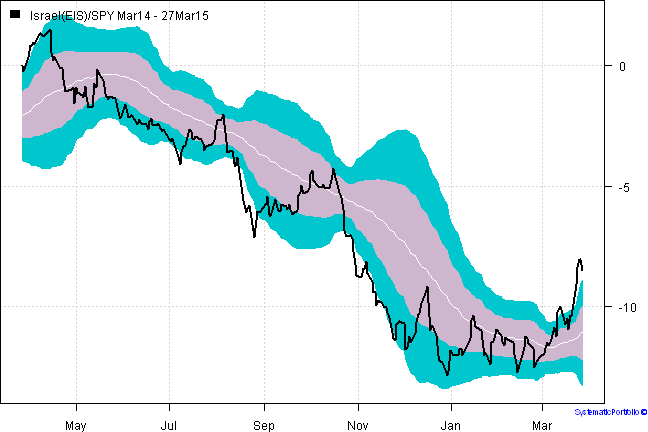 Israel(EIS)/SPY Mar14 - 27Mar15
0
-5
-10
May Jul Sep Nov Jan Mar
SystematicPortfolio ©